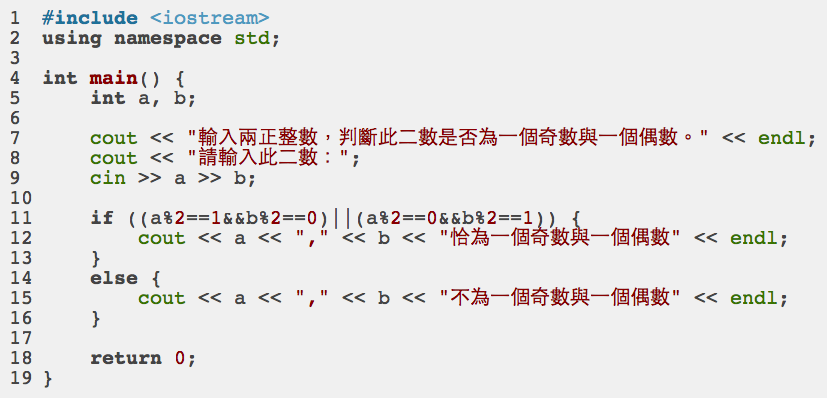 1 #include <iostream>
2 using namespace std;
3
4 int main() {
5     int a, b;
6
7     cout << "輸入兩正整數，判斷此二數是否為一個奇數與一個偶數。" << endl;
8     cout << "請輸入此二數：";
9     cin >> a >> b;
10
11     if ((a%2==1&&b%2==0)||(a%2==0&&b%2==1)) {
12         cout << a << "," << b << "恰為一個奇數與一個偶數" << endl;
13     }
14     else {
15         cout << a << "," << b << "不為一個奇數與一個偶數" << endl;
16     }
17
18     return 0;
19 }